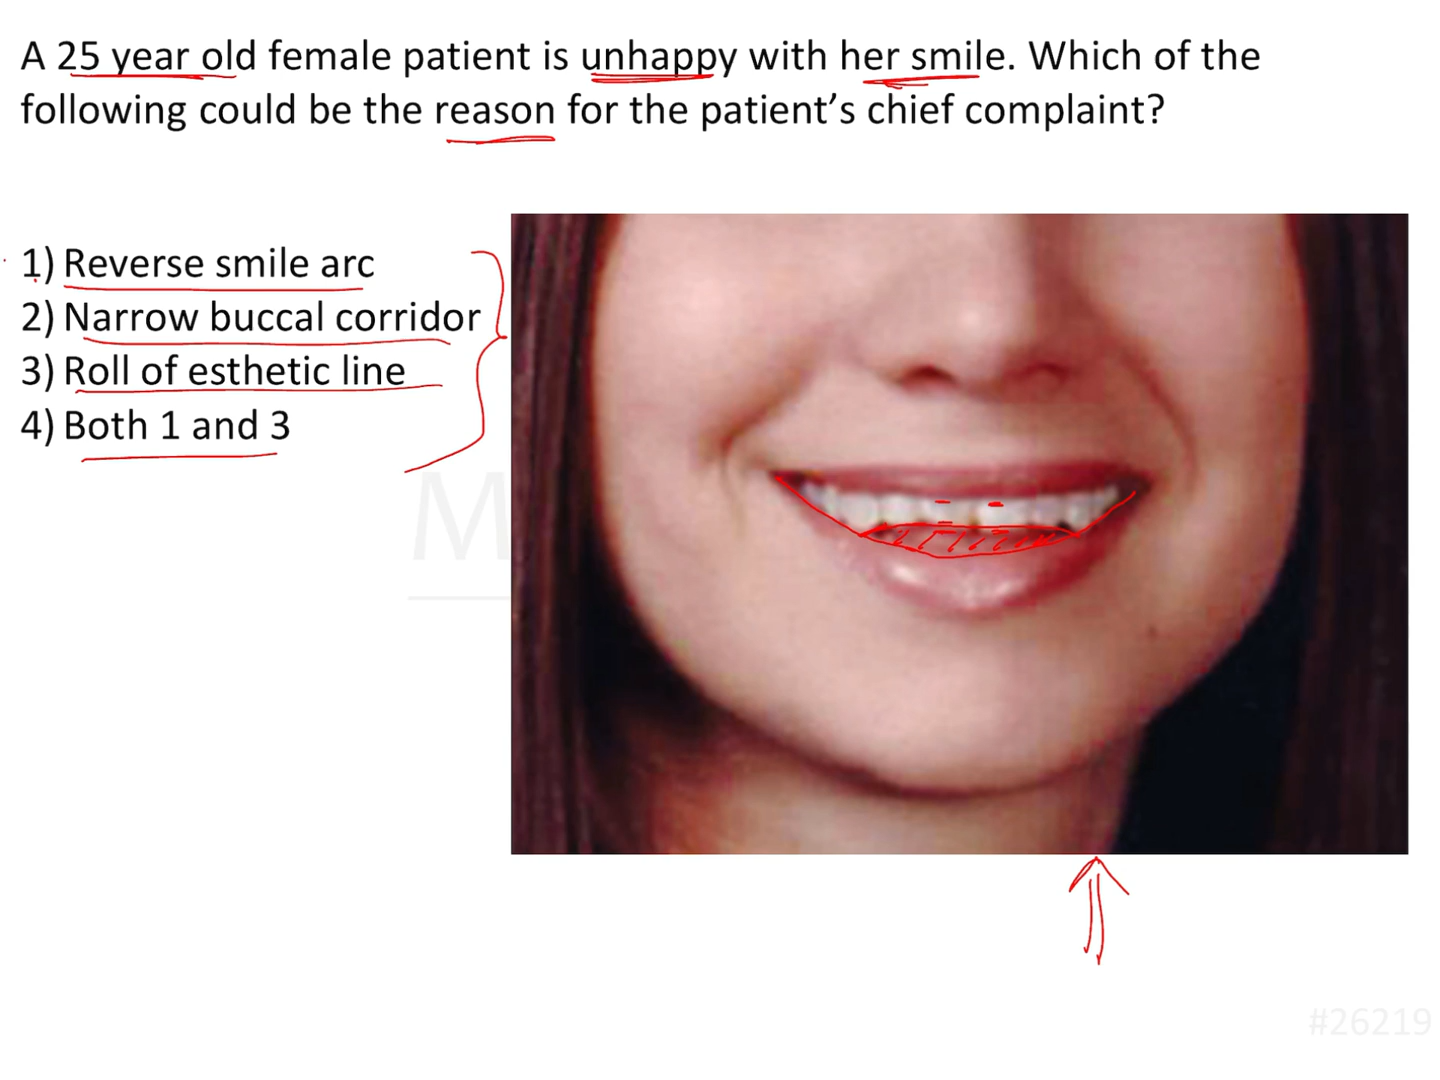 A 25 year old female patient is unhappy with her smile. Which of the
following could be the reason for the patient's chief complaint?
1) Reverse smile arc
2) Narrow buccal corridor
3) Roll of esthetic line
4) Both 1 and 3
M
#26219